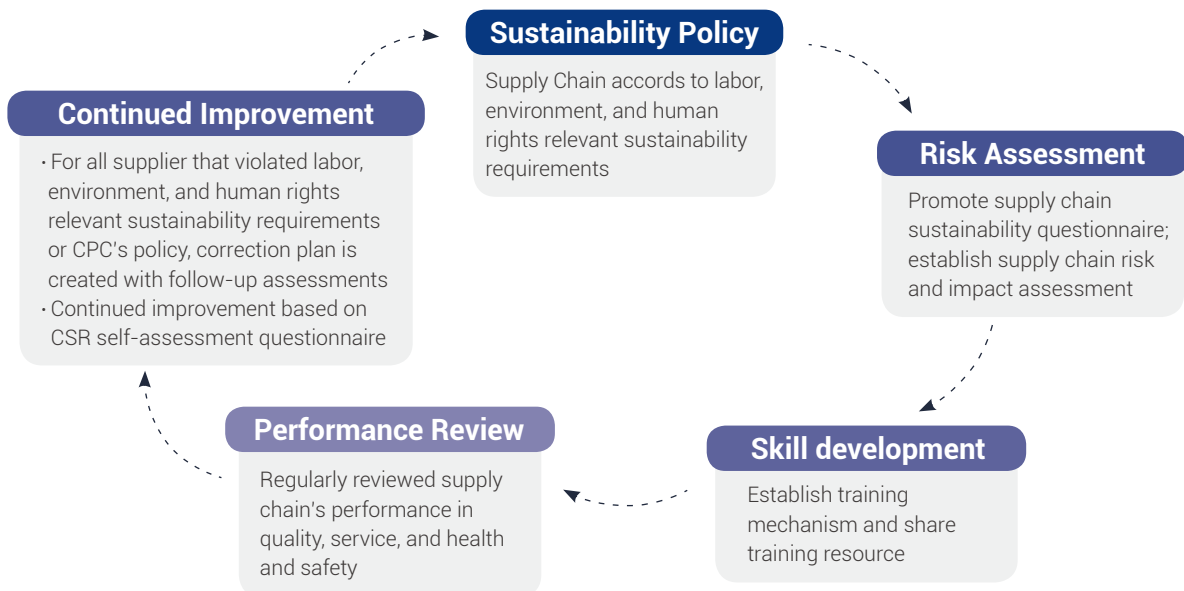 Sustainability Policy
Supply Chain accords to labor,
environment, and human
rights relevant sustainability
requirements
Risk Assessment
Promote supply chain
sustainability questionnaire;
establish supply chain risk
and impact assessment
Skill development
Establish training
mechanism and share
training resource
Performance Review
Regularly reviewed supply
chain's performance in
quality, service, and health
and safety
Continued Improvement
· For all supplier that violated labor,
environment, and human rights
relevant sustainability requirements
or CPC's policy, correction plan is
created with follow-up assessments
· Continued improvement based on
CSR self-assessment questionnaire